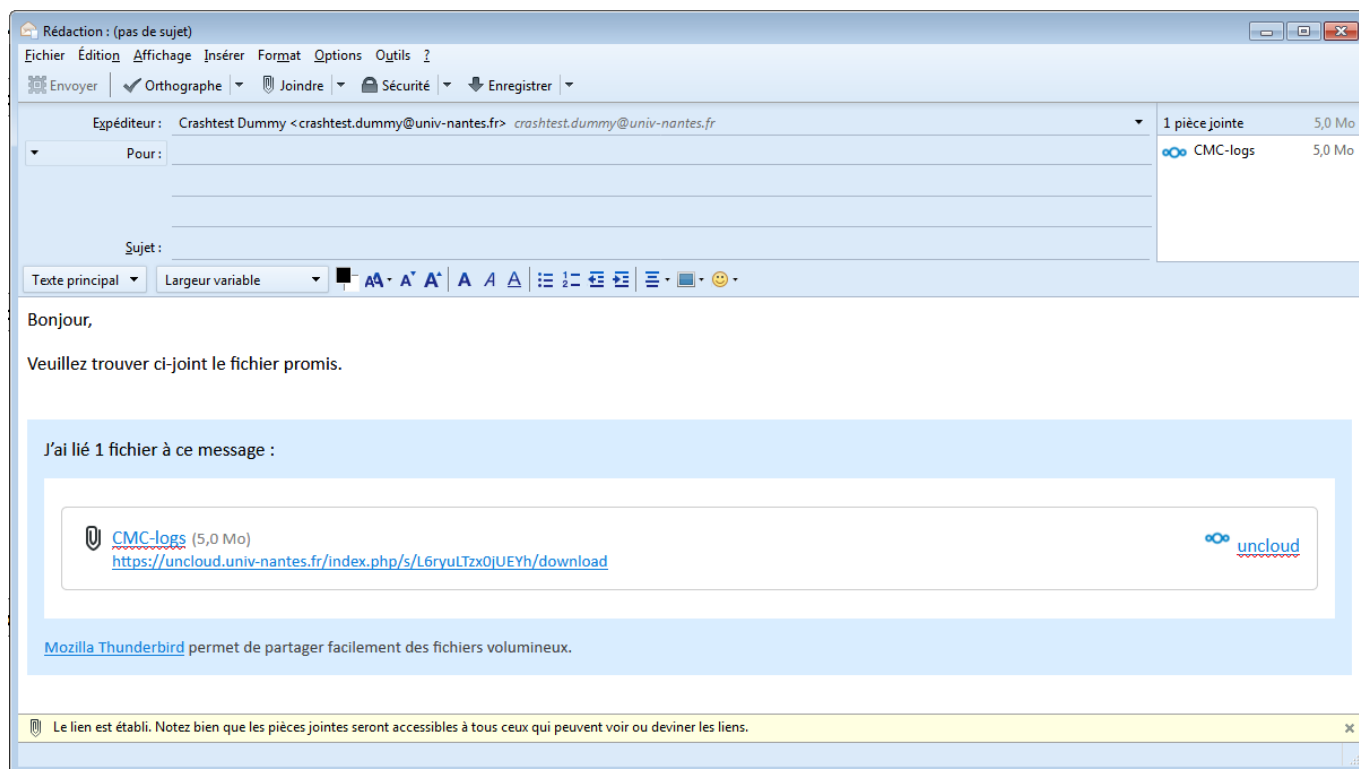 Rédaction : (pas de sujet)
Fichier Édition Affichage Insérer Format Options Outils ?
Envoyer Orthographe Joindre Sécurité Enregistrer
Expéditeur : Crashtest Dummy <crashtest.dummy@univ-nantes.fr> crashtest.dummy@univ-nantes.fr
1 pièce jointe 5,0 Mo
Pour :
CMC-logs 5,0 Mo
Sujet :
Texte principal Largeur variable
Bonjour,
Veuillez trouver ci-joint le fichier promis.
J'ai lié 1 fichier à ce message :
CMC-logs (5,0 Mo)
uncloud
https://uncloud.univ-nantes.fr/index.php/s/L6ryuLTzx0jUEYh/download
Mozilla Thunderbird permet de partager facilement des fichiers volumineux.
Le lien est établi. Notez bien que les pièces jointes seront accessibles à tous ceux qui peuvent voir ou deviner les liens.